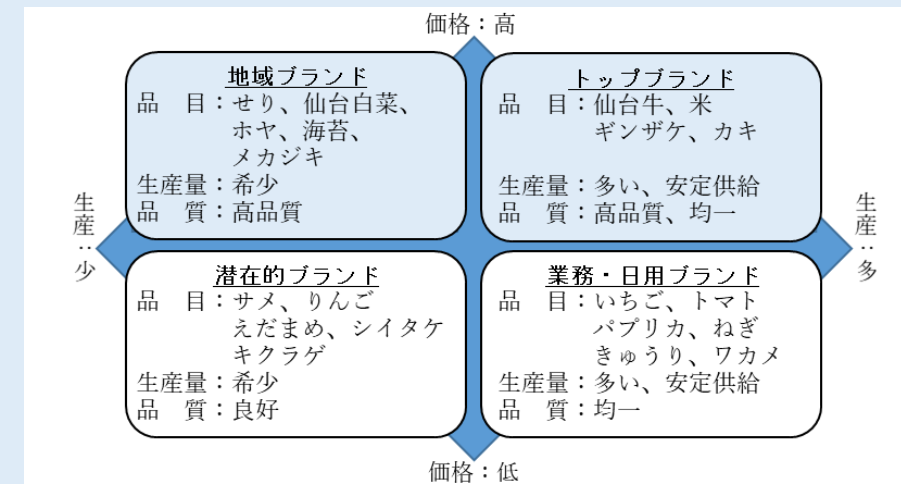 価格：高
地域ブランド
品　目：せり、仙台白菜、
ホヤ、海苔、
メカジキ
生産量：希少
品　質：高品質
トップブランド
品　目：仙台牛、米
ギンザケ、カキ
生産量：多い、安定供給
品　質：高品質、均一
生産：少
生産：多
潜在的ブランド
品　目：サメ、りんご
えだまめ、シイタケ
キクラゲ
生産量：希少
品　質：良好
業務・日用ブランド
品　目：いちご、トマト
パプリカ、ねぎ
きゅうり、ワカメ
生産量：多い、安定供給
品　質：均一
価格：低